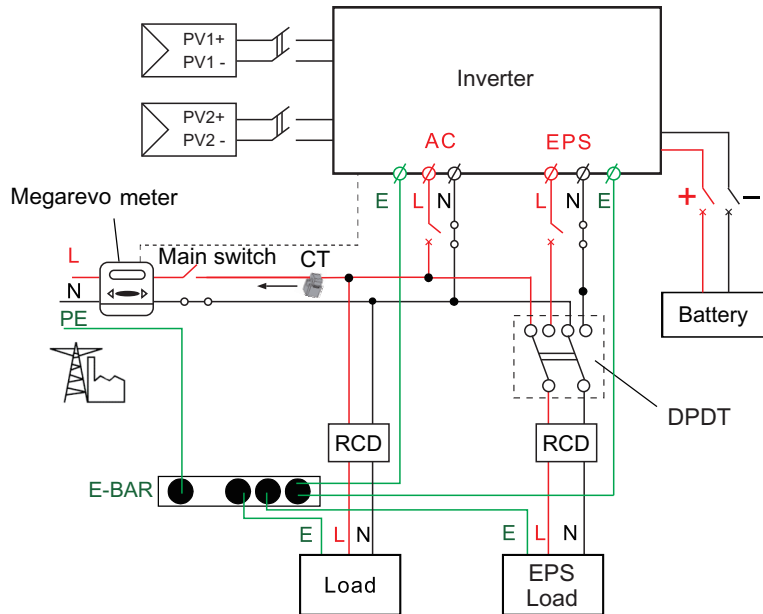 PV1+
PV1 -
Inverter
PV2+
PV2 -
AC
EPS
E
L
N
L
N
E
+
−
Megarevo meter
L
Main switch
CT
N
PE
Battery
DPDT
RCD
RCD
E-BAR
E
L
N
E
L
N
Load
EPS
Load